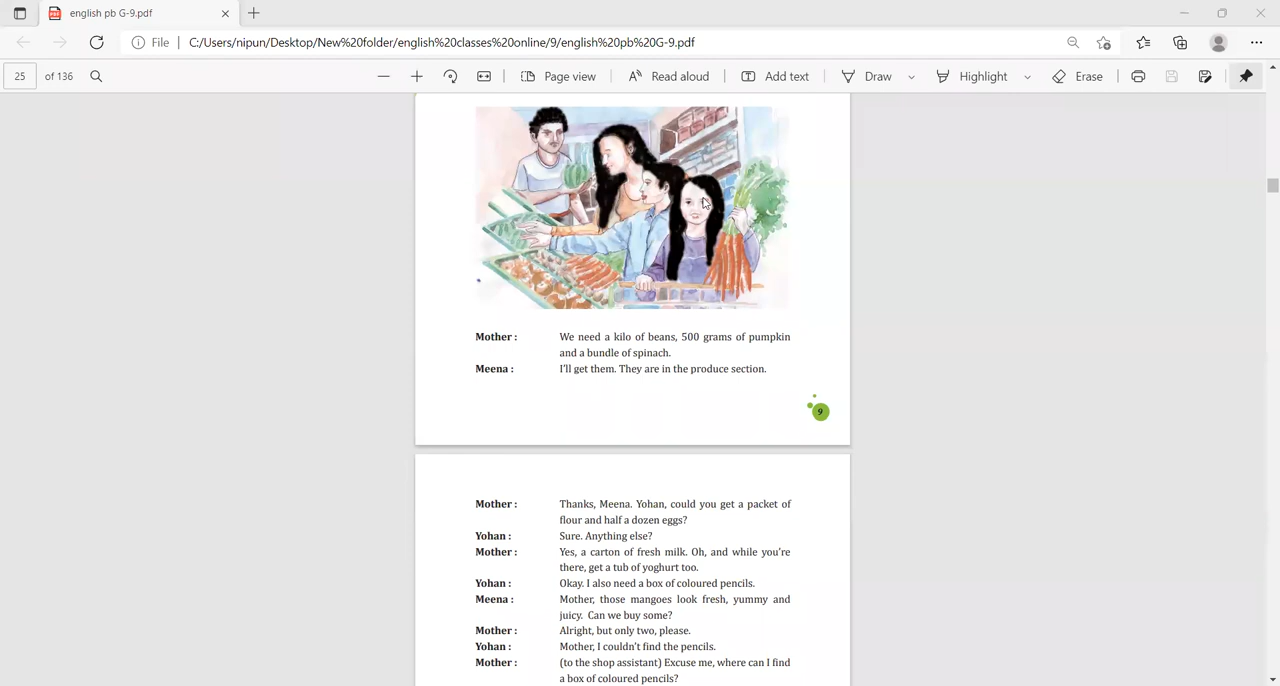 english pb G-9.pdf
File | C:/Users/nipun/Desktop/New%20folder/english%20classes%20online/9/english%20pb%20G-9.pdf
25 of 136 Page view Read aloud Add text Draw Highlight Erase
Mother : We need a kilo of beans, 500 grams of pumpkin
and a bundle of spinach.
Meena : I'll get them. They are in the produce section.
9
Mother : Thanks, Meena. Yohan, could you get a packet of
flour and half a dozen eggs?
Yohan : Sure. Anything else?
Mother : Yes, a carton of fresh milk. Oh, and while you're
there, get a tub of yoghurt too.
Yohan : Okay. I also need a box of coloured pencils.
Meena : Mother, those mangoes look fresh, yummy and
juicy. Can we buy some?
Mother : Alright, but only two, please.
Yohan : Mother, I couldn't find the pencils.
Mother : (to the shop assistant) Excuse me, where can I find
a box of coloured pencils?